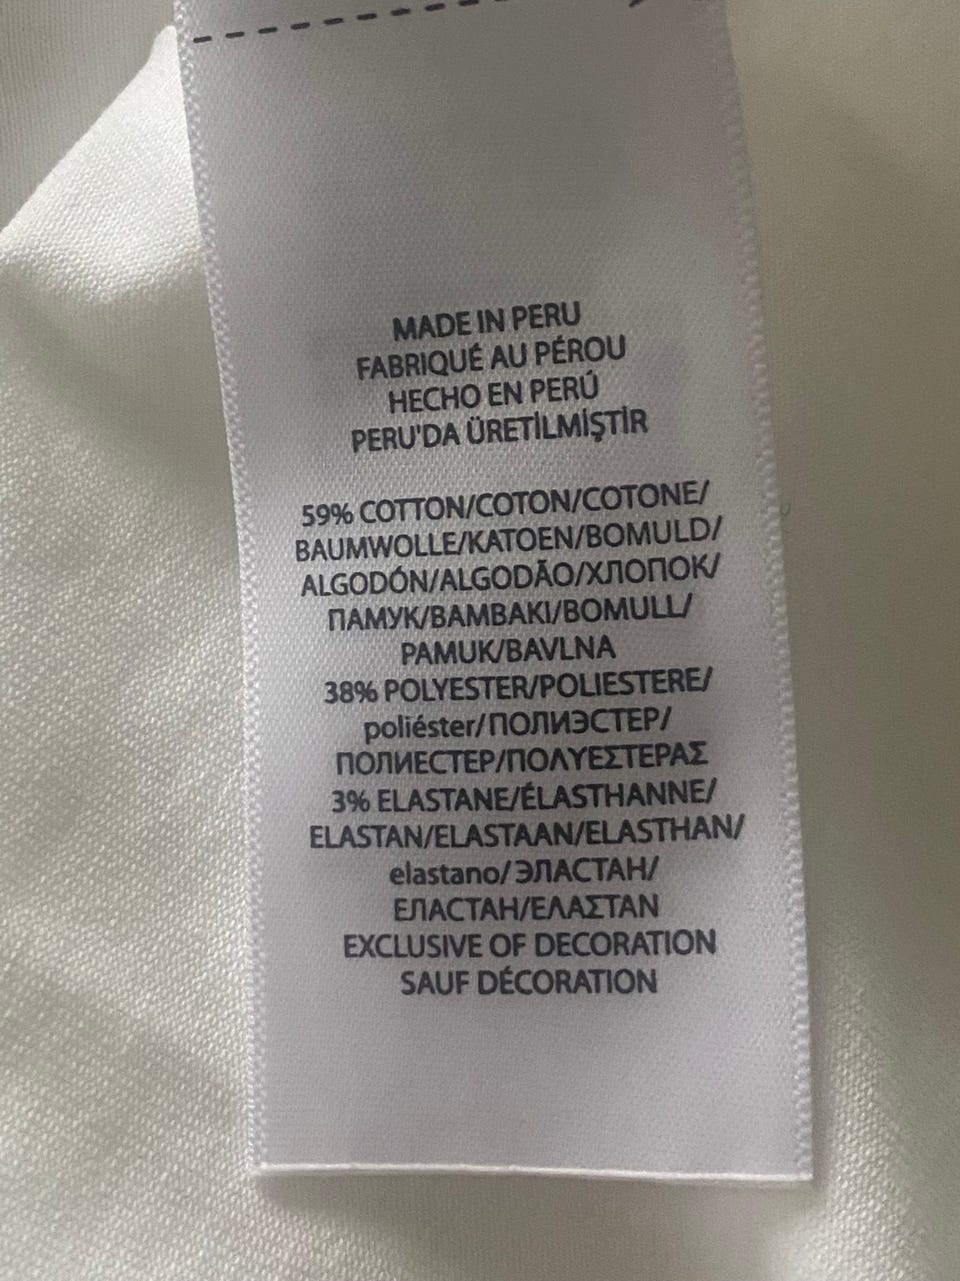 MADE IN PERU
FABRIQUÉ AU PÉROU
HECHO EN PERÚ
PERU'DA ÜRETİLMİŞTİR
59% COTTON/COTON/COTONE/
BAUMWOLLE/KATOEN/BOMULD/
ALGODÓN/ALGODÃO/ХЛОПОК/
ПАМУК/BAMBAKI/BOMULL/
PAMUK/BAVLNA
38% POLYESTER/POLIESTERE/
poliéster/ПОЛИЭСТЕР/
ПОЛИЕСТЕР/ΠΟΛΥΕΣΤΕΡΑΣ
3% ELASTANE/ÉLASTHANNE/
ELASTAN/ELASTAAN/ELASTHAN/
elastano/ЭЛАСТАН/
ЕЛАСТАН/ΕΛΑΣΤΑΝ
EXCLUSIVE OF DECORATION
SAUF DÉCORATION